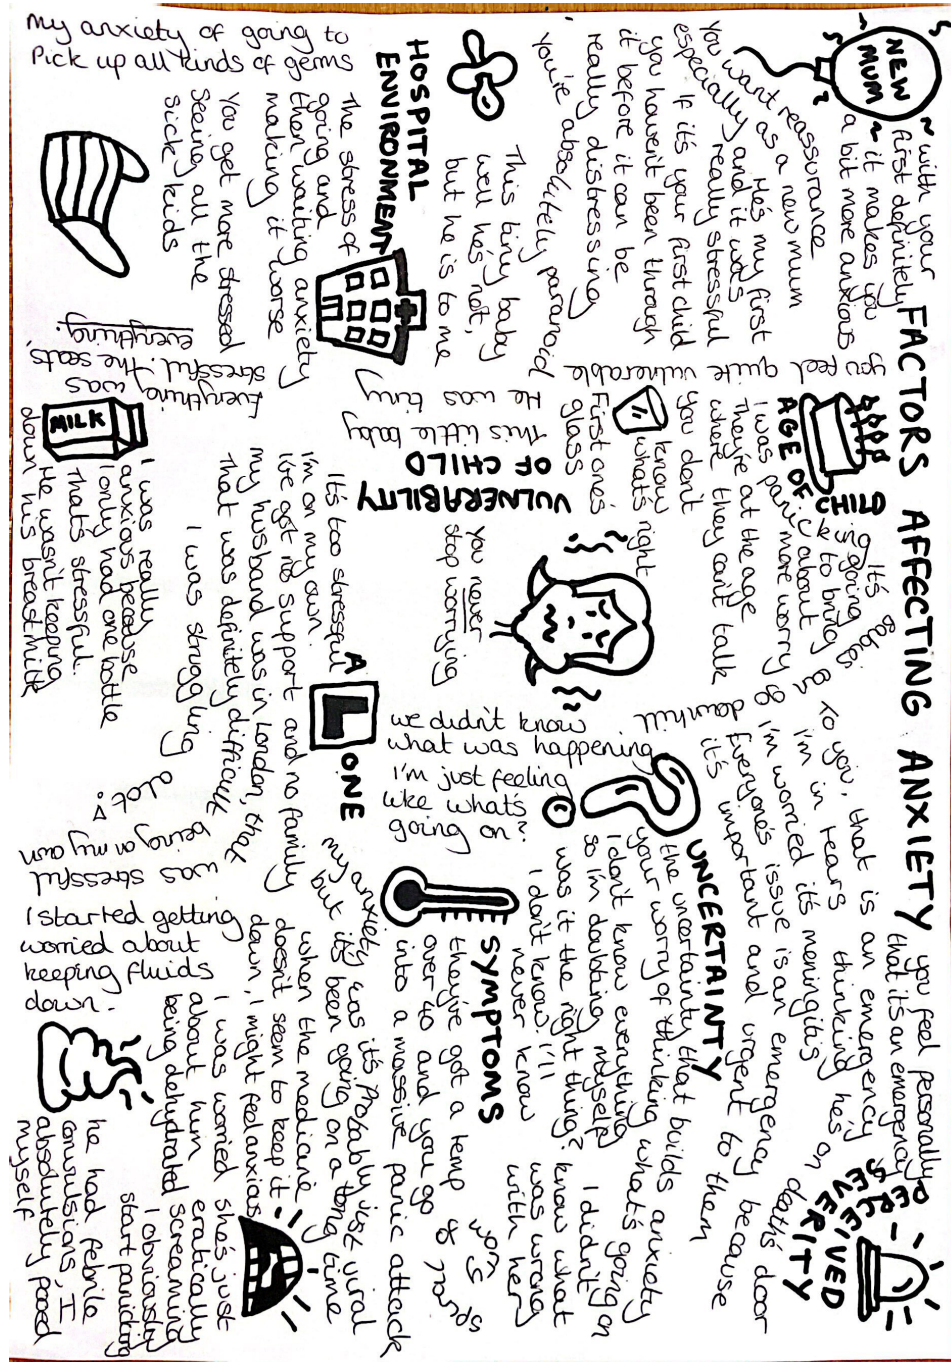 FACTORS AFFECTING ANXIETY
NEW
MUM
~ with your
first definitely
~ it makes you
a bit more anxious
You want reassurance
especially as a new mum
He's my first
and it was
really stressful
If it's your first child
you haven't been through
it before it can be
really distressing
you're absolutely paranoid
This tiny baby
well he's not,
but he is to me
HOSPITAL
ENVIRONMENT
The stress of
going and
then waiting anxiety
making it worse
You get more stressed
seeing all the
sick kids
My anxiety of going to
Pick up all kinds of germs
Everything was
stressful. The seats,
everything.
AGE OF CHILD
I was panic
more worry
They're at the age
where they can't talk
you don't
know
what's right
First one's
glass
VULNERABILITY
OF CHILD
you feel quite vulnerable
He was tiny
This little baby
You never
stop worrying
MILK
I was really
anxious because
I only had one bottle
That's stressful.
He wasn't keeping
down his breastmilk
ALONE
It's too stressful
I'm on my own.
I've got no support and no family
my husband was in London, that
That was definitely difficult
I was struggling
a lot.
being on my own
was stressful
UNCERTAINTY
the uncertainty that builds anxiety
your worry of thinking what's going on
I don't know everything
so I'm doubting myself
was it the right thing?
I don't know, I'll
never know
I didn't
know what
was wrong
with her
we didn't know
what was happening
I'm just feeling
like what's
going on?
PERCEIVED
SEVERITY
you feel personally
that it's an emergency
To you, that is an emergency
I'm in tears thinking he's on death's door
I'm worried it's meningitis
Everyone's issue is an emergency because
it's important and urgent to them
downhill
SYMPTOMS
they've got a temp
over 40 and you go
into a massive panic attack
my anxiety was it's probably just viral
but it's been going on a long time
when the medicine
doesn't seem to keep it
down, I might feel anxious
I was worried
about him
being dehydrated
she's just
eratically
screaming
I obviously
start panicking
I started getting
worried about
keeping fluids
down.
he had febrile
convulsions, I
absolutely pooed
myself